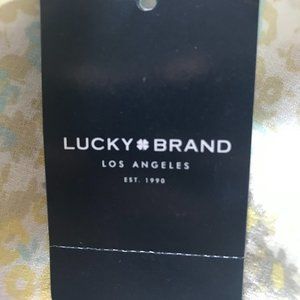 LUCKY BRAND
LOS ANGELES
EST. 1990